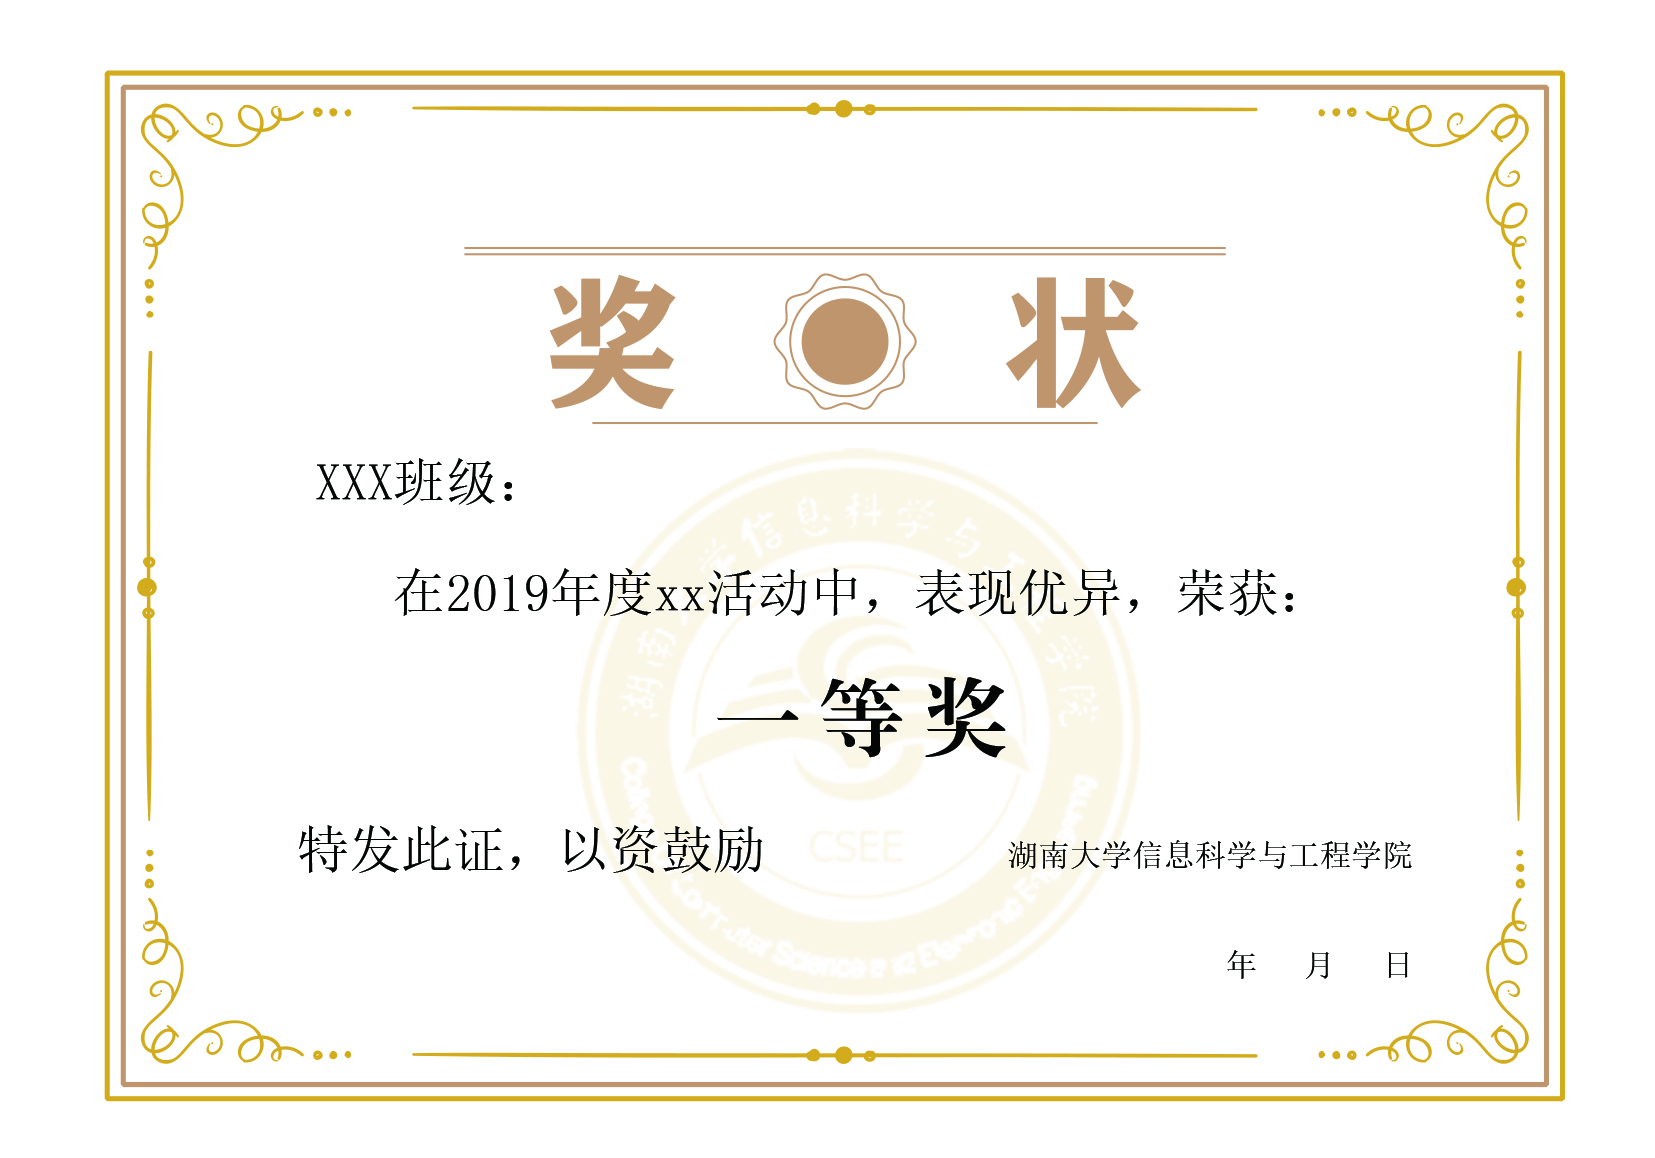 奖 状
XXX班级：
在2019年度xx活动中，表现优异，荣获：
一等奖
特发此证，以资鼓励
湖南大学信息科学与工程学院
年 月 日
湖南大学信息科学与工程学院
CSEE